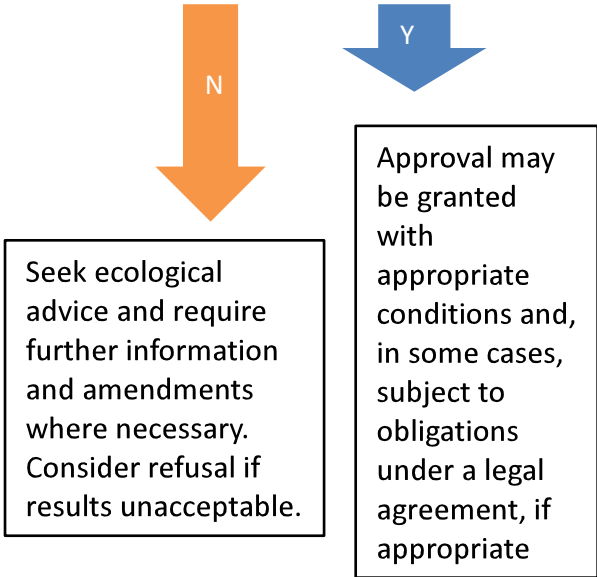 N
Y
Seek ecological
advice and require
further information
and amendments
where necessary.
Consider refusal if
results unacceptable.
Approval may
be granted
with
appropriate
conditions and,
in some cases,
subject to
obligations
under a legal
agreement, if
appropriate